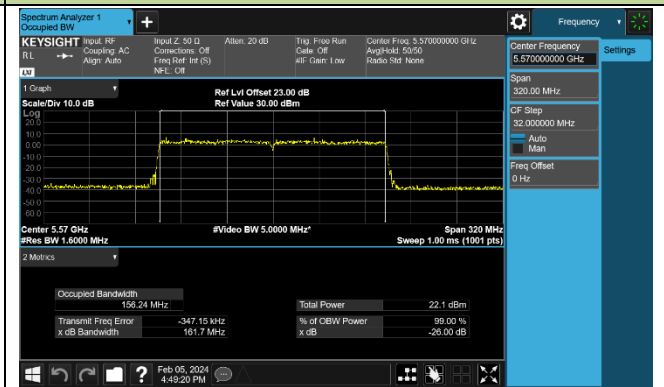 Spectrum Analyzer 1
Occupied BW
+
Frequency
KEYSIGHT Input: RF
RL Coupling: AC
Align: Auto
LXI
Input Z: 50 Ω
Corrections: Off
Freq Ref: Int (S)
NFE: Off
Atten: 20 dB
Trig: Free Run
Gate: Off
#IF Gain: Low
Center Freq: 5.570000000 GHz
Avg|Hold: 50/50
Radio Std: None
Center Frequency
5.570000000 GHz
Settings
Span
320.00 MHz
CF Step
32.000000 MHz
Auto
Man
Freq Offset
0 Hz
1 Graph
Scale/Div 10.0 dB
Ref Lvl Offset 23.00 dB
Ref Value 30.00 dBm
Log
20.0
10.0
0.00
-10.0
-20.0
-30.0
-40.0
-50.0
-60.0
Center 5.57 GHz
#Res BW 1.6000 MHz
#Video BW 5.0000 MHz*
Span 320 MHz
Sweep 1.00 ms (1001 pts)
2 Metrics
Occupied Bandwidth
156.24 MHz
Total Power 22.1 dBm
Transmit Freq Error -347.15 kHz
% of OBW Power 99.00 %
x dB Bandwidth 161.7 MHz
x dB -26.00 dB
?
Feb 05, 2024
4:49:20 PM